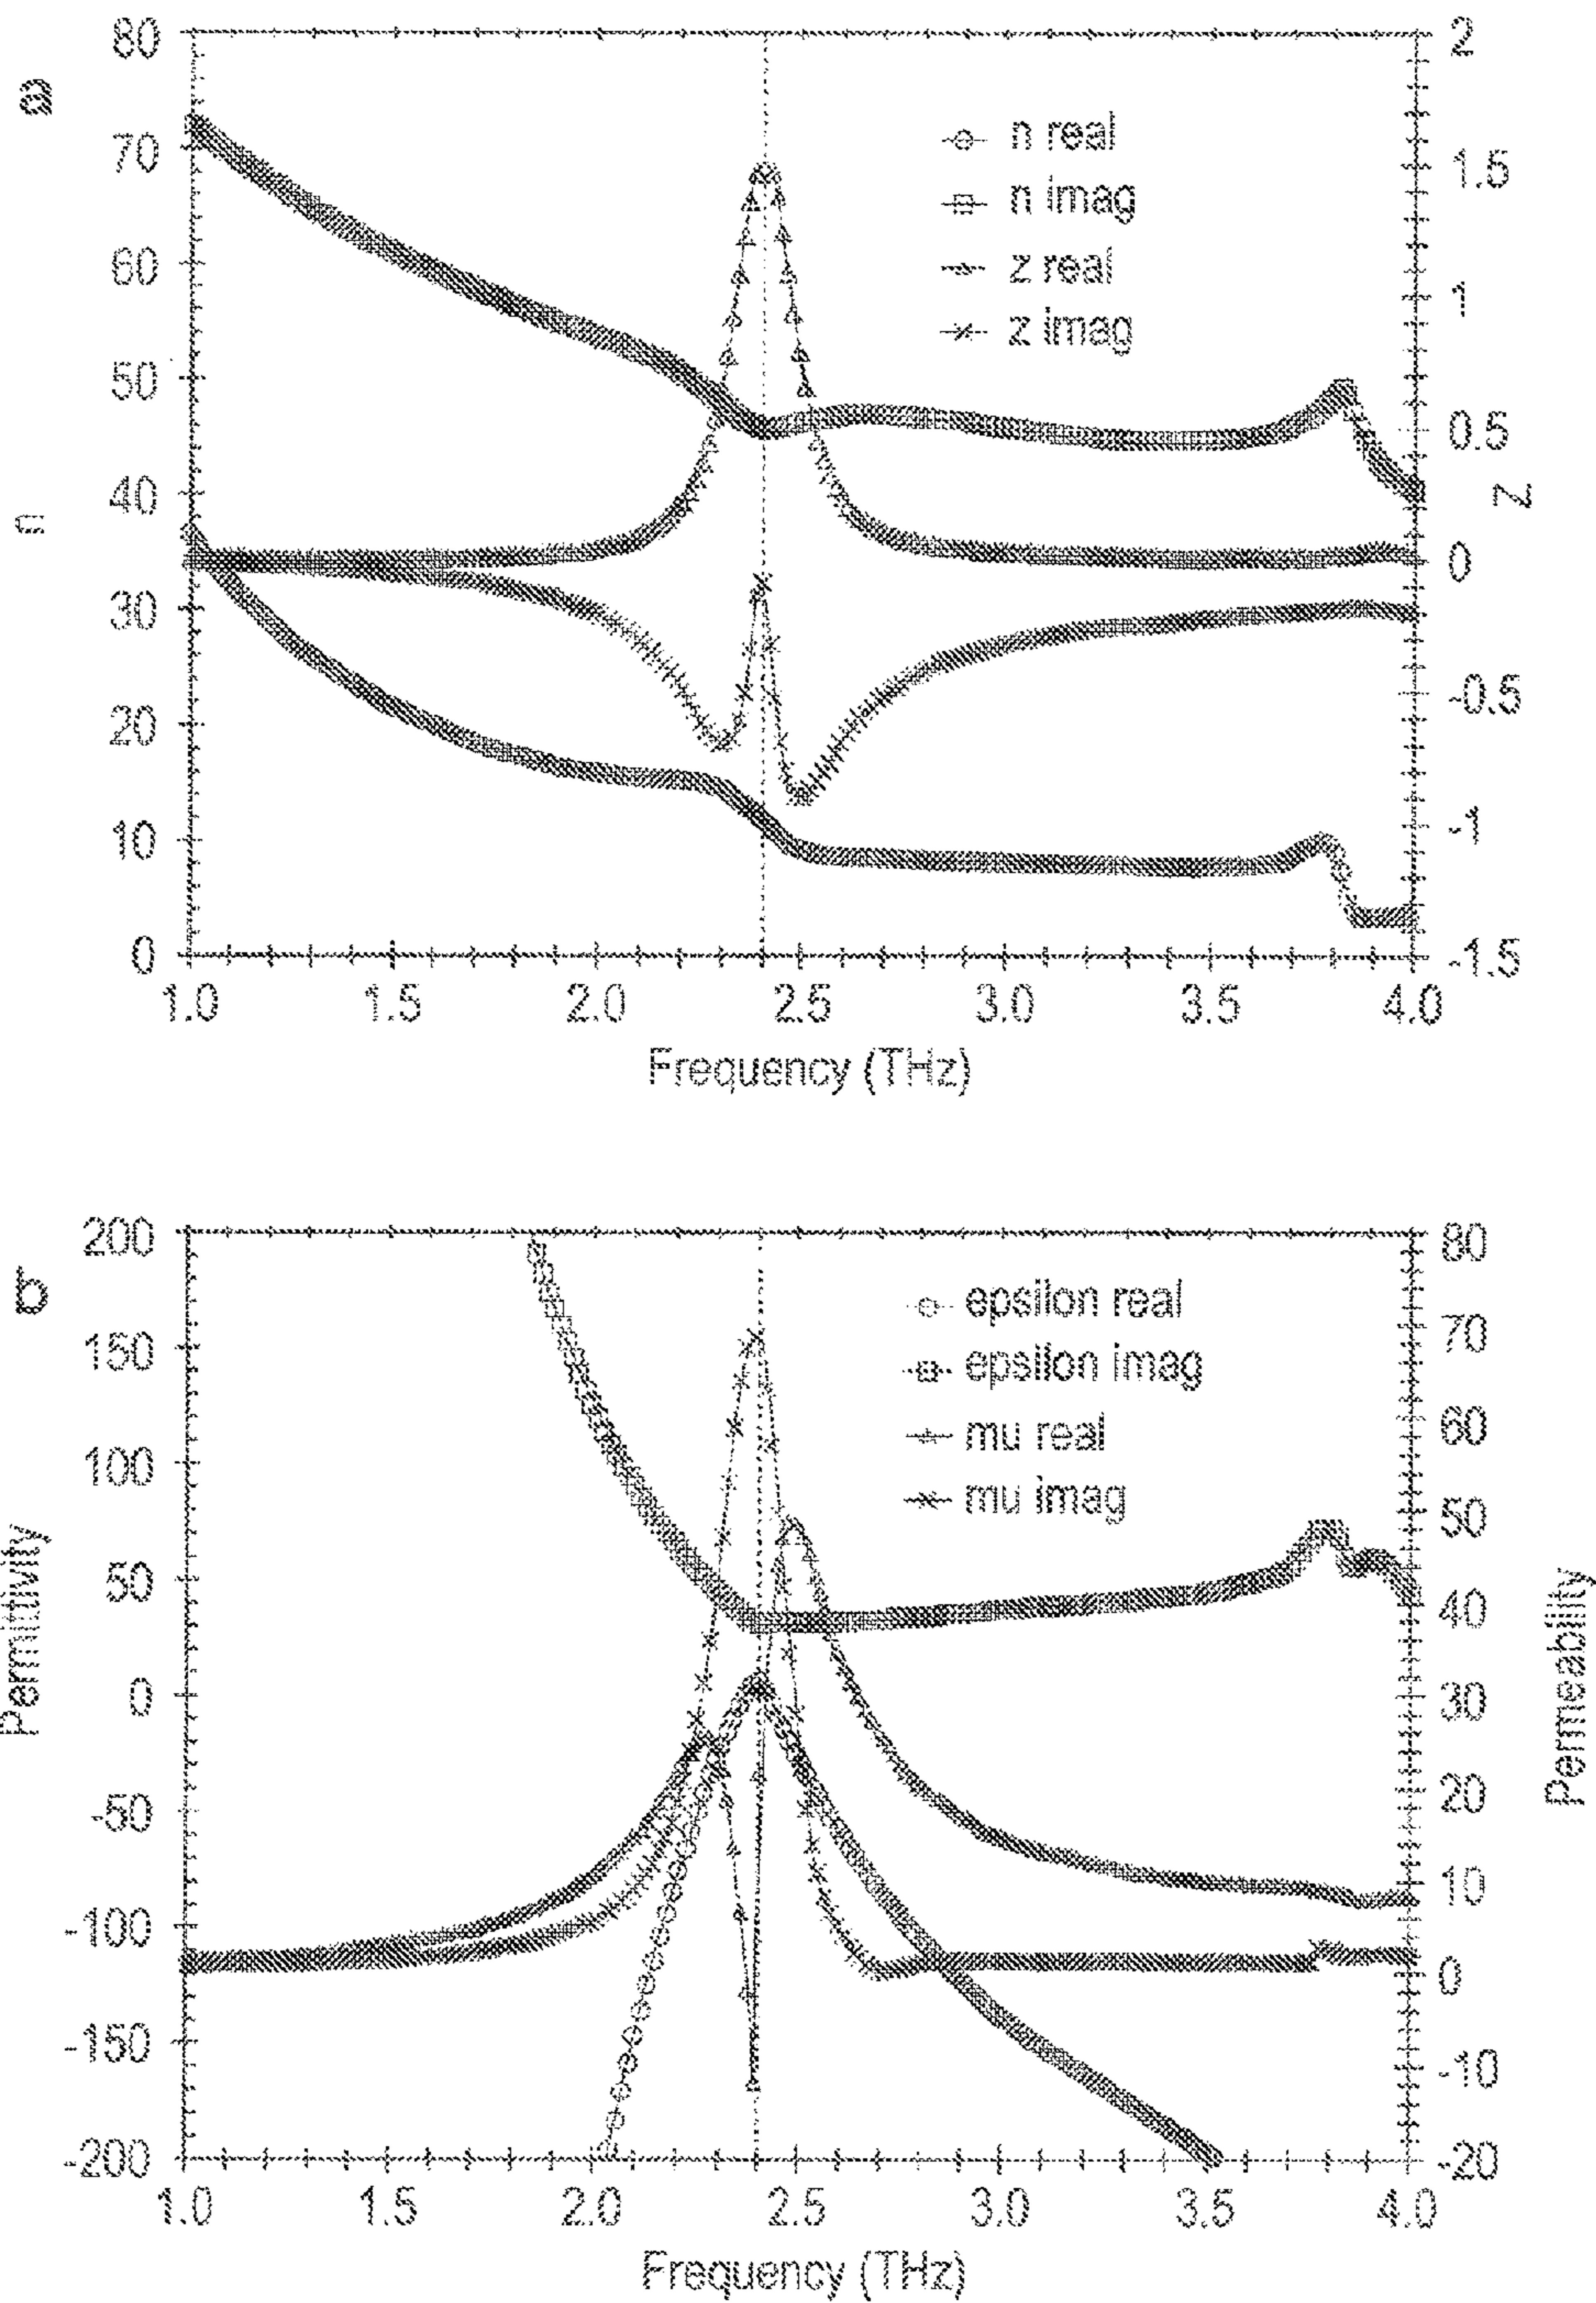 a
80
70
60
50
40
30
20
10
0
n
2
1.5
1
0.5
0
-0.5
-1
-1.5
Z
n real
n imag
z real
z imag
1.0 1.5 2.0 2.5 3.0 3.5 4.0
Frequency (THz)
b
200
150
100
50
0
-50
-100
-150
-200
Permittivity
80
70
60
50
40
30
20
10
0
-10
-20
Permeability
epsilon real
epsilon imag
mu real
mu imag
1.0 1.5 2.0 2.5 3.0 3.5 4.0
Frequency (THz)